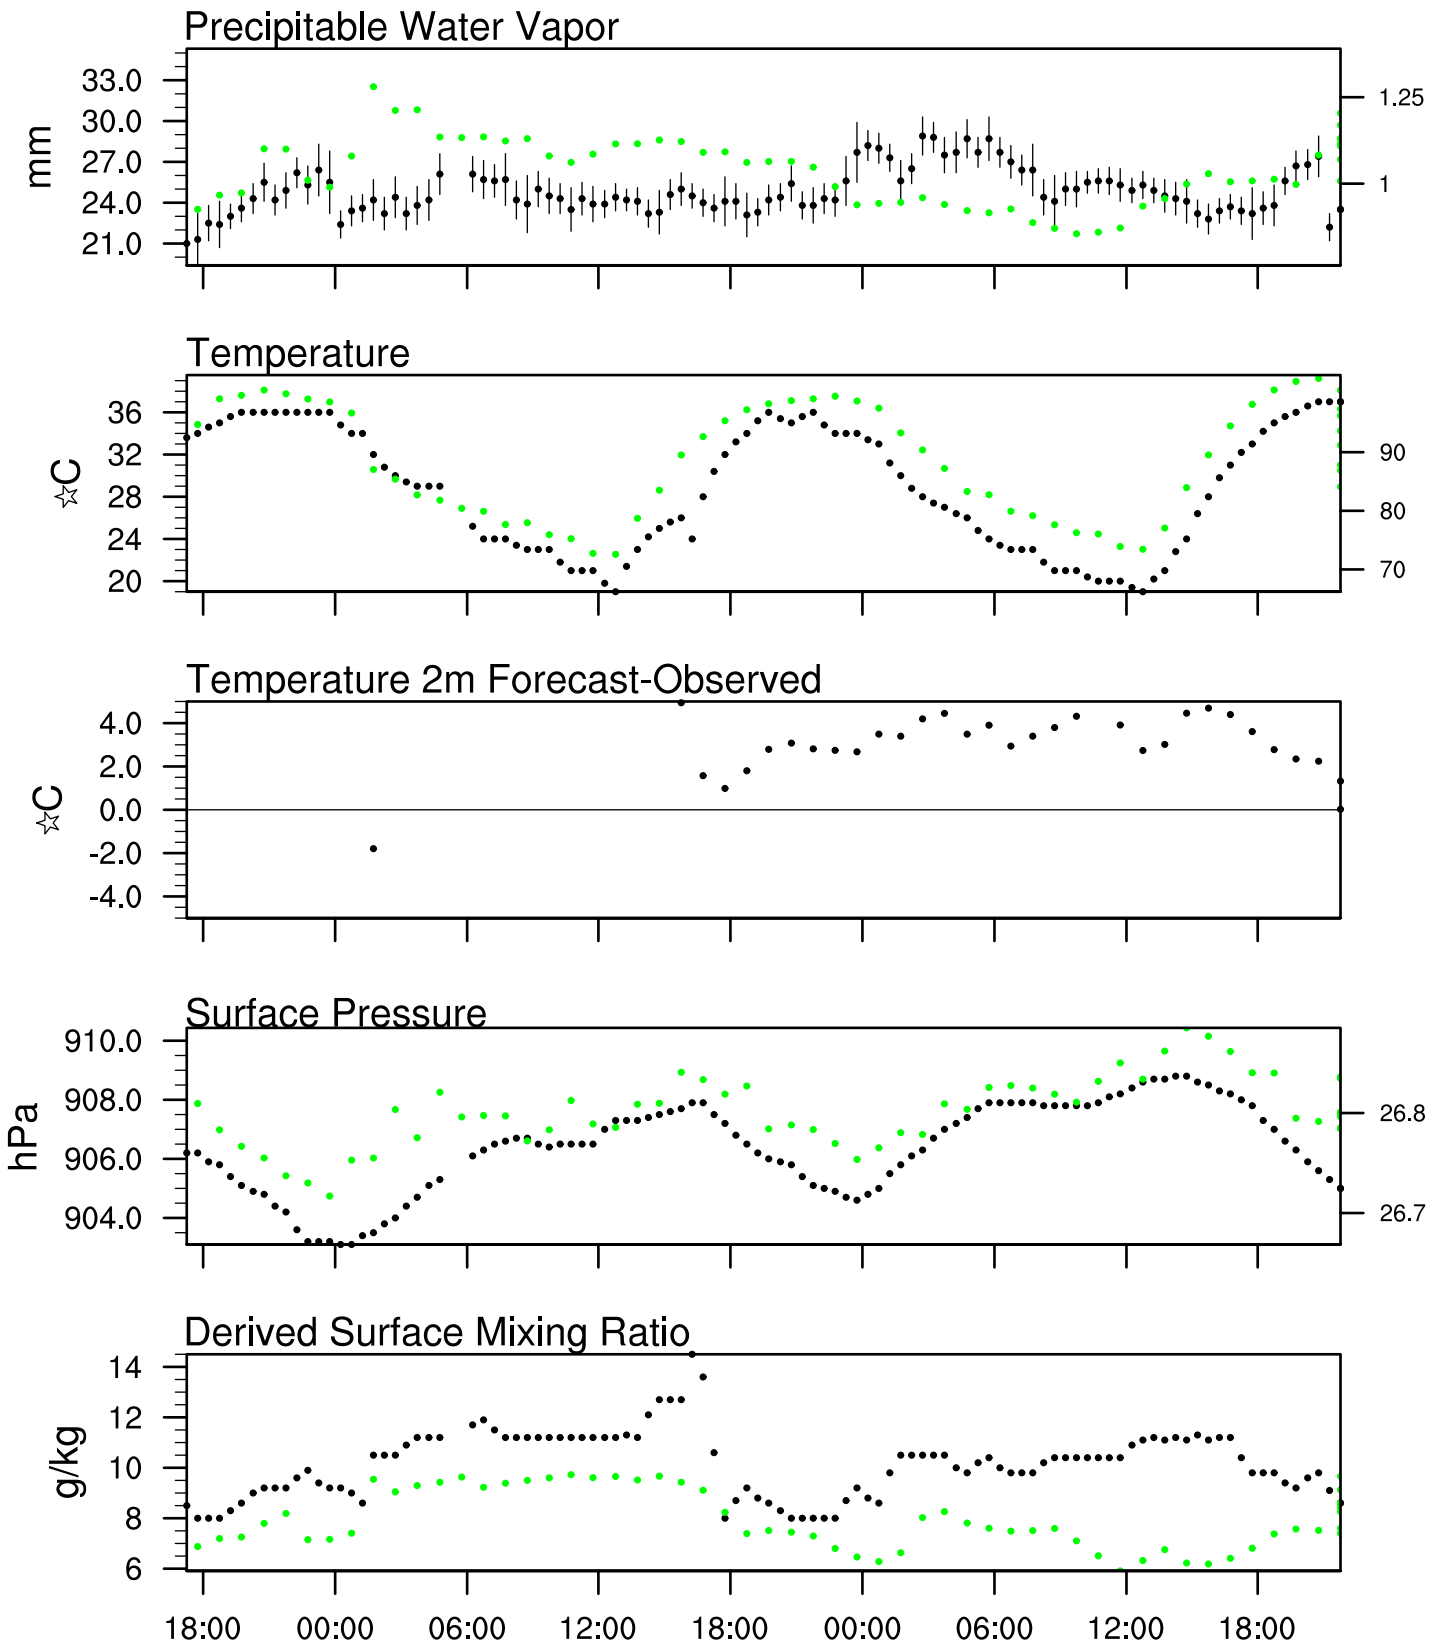 Precipitable Water Vapor
33.0
30.0
27.0
24.0
21.0
mm
1.25
1
Temperature
36
32
28
24
20
☆C
90
80
70
Temperature 2m Forecast-Observed
4.0
2.0
0.0
-2.0
-4.0
☆C
Surface Pressure
910.0
908.0
906.0
904.0
hPa
26.8
26.7
Derived Surface Mixing Ratio
14
12
10
8
6
g/kg
18:00 00:00 06:00 12:00 18:00 00:00 06:00 12:00 18:00